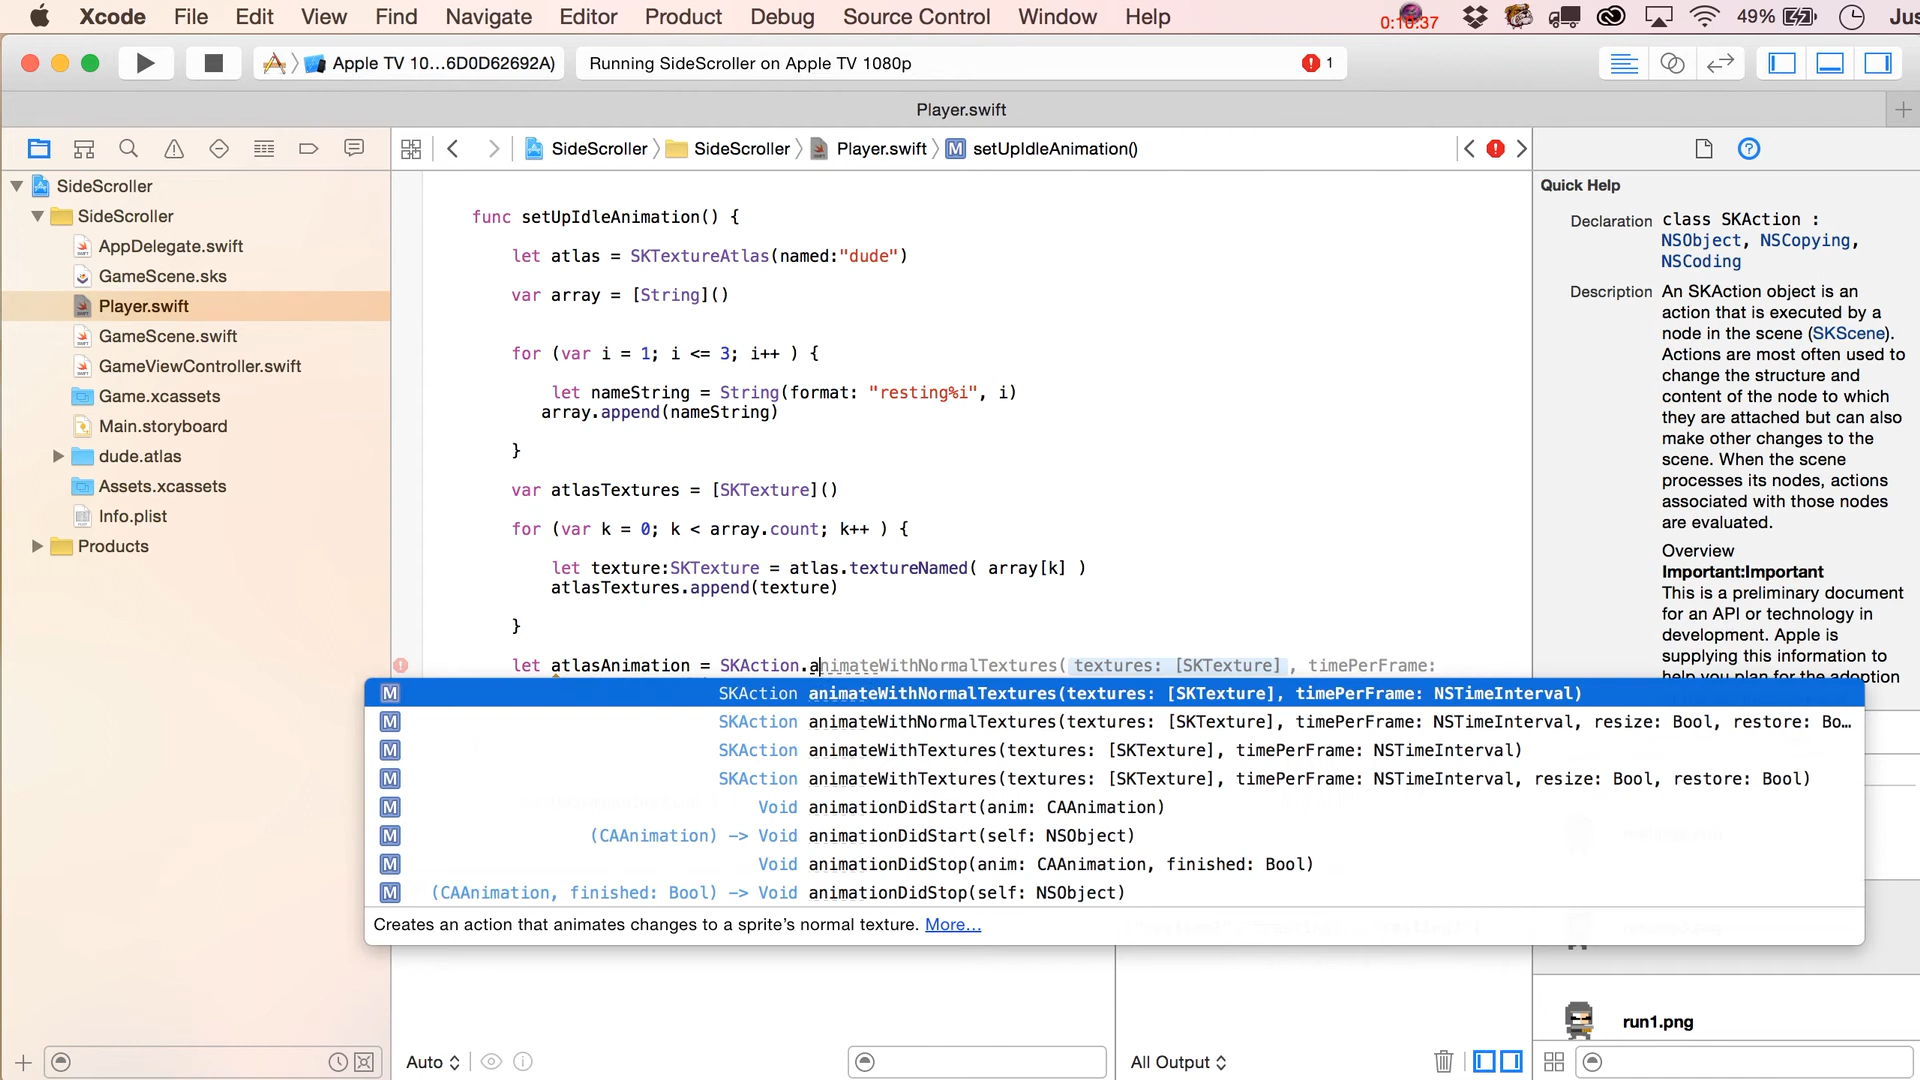 Xcode File Edit View Find Navigate Editor Product Debug Source Control Window Help 0:10:37 49% Jus
Apple TV 10...6D0D62692A) Running SideScroller on Apple TV 1080p 1
Player.swift
SideScroller SideScroller Player.swift M setUpIdleAnimation()
SideScroller
SideScroller
AppDelegate.swift
GameScene.sks
Player.swift
GameScene.swift
GameViewController.swift
Game.xcassets
Main.storyboard
dude.atlas
Assets.xcassets
Info.plist
Products
func setUpIdleAnimation() {
let atlas = SKTextureAtlas(named:"dude")
var array = [String]()
for (var i = 1; i <= 3; i++ ) {
let nameString = String(format: "resting%i", i)
array.append(nameString)
}
var atlasTextures = [SKTexture]()
for (var k = 0; k < array.count; k++ ) {
let texture:SKTexture = atlas.textureNamed( array[k] )
atlasTextures.append(texture)
}
let atlasAnimation = SKAction.animateWithNormalTextures(textures: [SKTexture], timePerFrame:
M SKAction animateWithNormalTextures(textures: [SKTexture], timePerFrame: NSTimeInterval)
M SKAction animateWithNormalTextures(textures: [SKTexture], timePerFrame: NSTimeInterval, resize: Bool, restore: Bo...
M SKAction animateWithTextures(textures: [SKTexture], timePerFrame: NSTimeInterval)
M SKAction animateWithTextures(textures: [SKTexture], timePerFrame: NSTimeInterval, resize: Bool, restore: Bool)
M Void animationDidStart(anim: CAAnimation)
M (CAAnimation) -> Void animationDidStart(self: NSObject)
M Void animationDidStop(anim: CAAnimation, finished: Bool)
M (CAAnimation, finished: Bool) -> Void animationDidStop(self: NSObject)
Creates an action that animates changes to a sprite's normal texture. More...
Quick Help
Declaration class SKAction :
NSObject, NSCopying,
NSCoding
Description An SKAction object is an
action that is executed by a
node in the scene (SKScene).
Actions are most often used to
change the structure and
content of the node to which
they are attached but can also
make other changes to the
scene. When the scene
processes its nodes, actions
associated with those nodes
are evaluated.
Overview
Important:Important
This is a preliminary document
for an API or technology in
development. Apple is
supplying this information to
help you plan for the adoption
run1.png
Auto
All Output